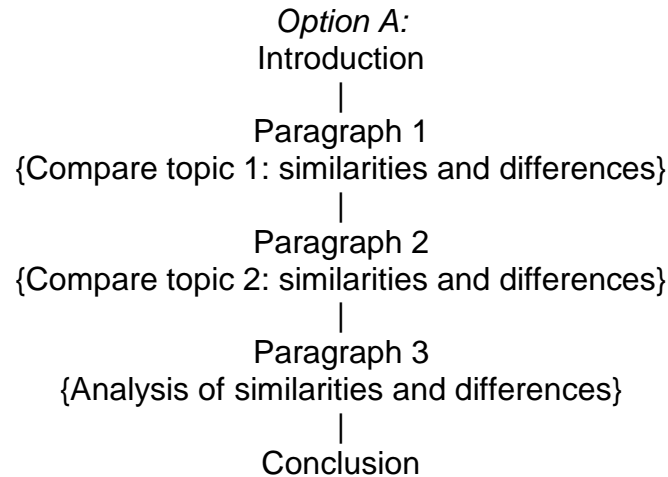 Option A:
Introduction
|
Paragraph 1
{Compare topic 1: similarities and differences}
|
Paragraph 2
{Compare topic 2: similarities and differences}
|
Paragraph 3
{Analysis of similarities and differences}
|
Conclusion